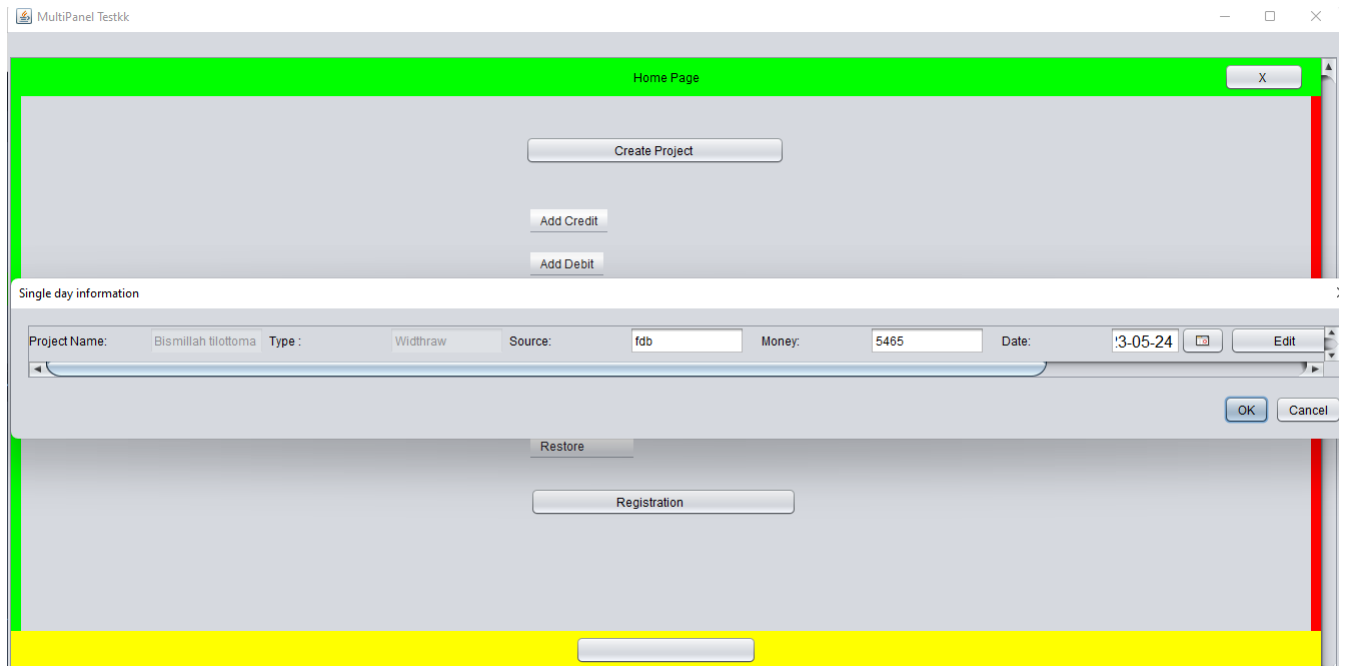 MultiPanel Testkk
Home Page X
Create Project
Add Credit
Add Debit
Single day information
Project Name: Bismillah tilottoma Type : Widthraw Source: fdb Money: 5465 Date: 3-05-24 Edit
OK Cancel
Restore
Registration